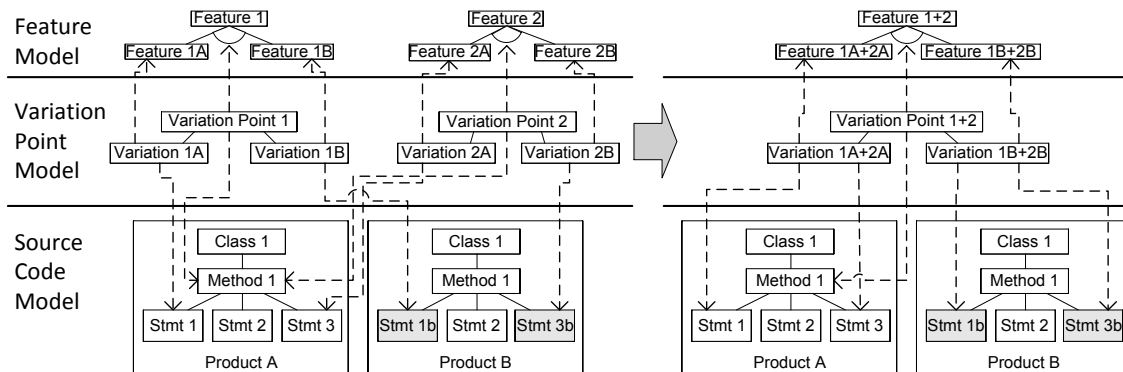 Feature
Model
Feature 1
Feature 2
Feature 1+2
Feature 1A
Feature 1B
Feature 2A
Feature 2B
Feature 1A+2A
Feature 1B+2B
Variation
Point
Model
Variation Point 1
Variation Point 2
Variation Point 1+2
Variation 1A
Variation 1B
Variation 2A
Variation 2B
Variation 1A+2A
Variation 1B+2B
Source
Code
Model
Class 1
Method 1
Stmt 1
Stmt 2
Stmt 3
Product A
Class 1
Method 1
Stmt 1b
Stmt 2
Stmt 3b
Product B
Class 1
Method 1
Stmt 1
Stmt 2
Stmt 3
Product A
Class 1
Method 1
Stmt 1b
Stmt 2
Stmt 3b
Product B